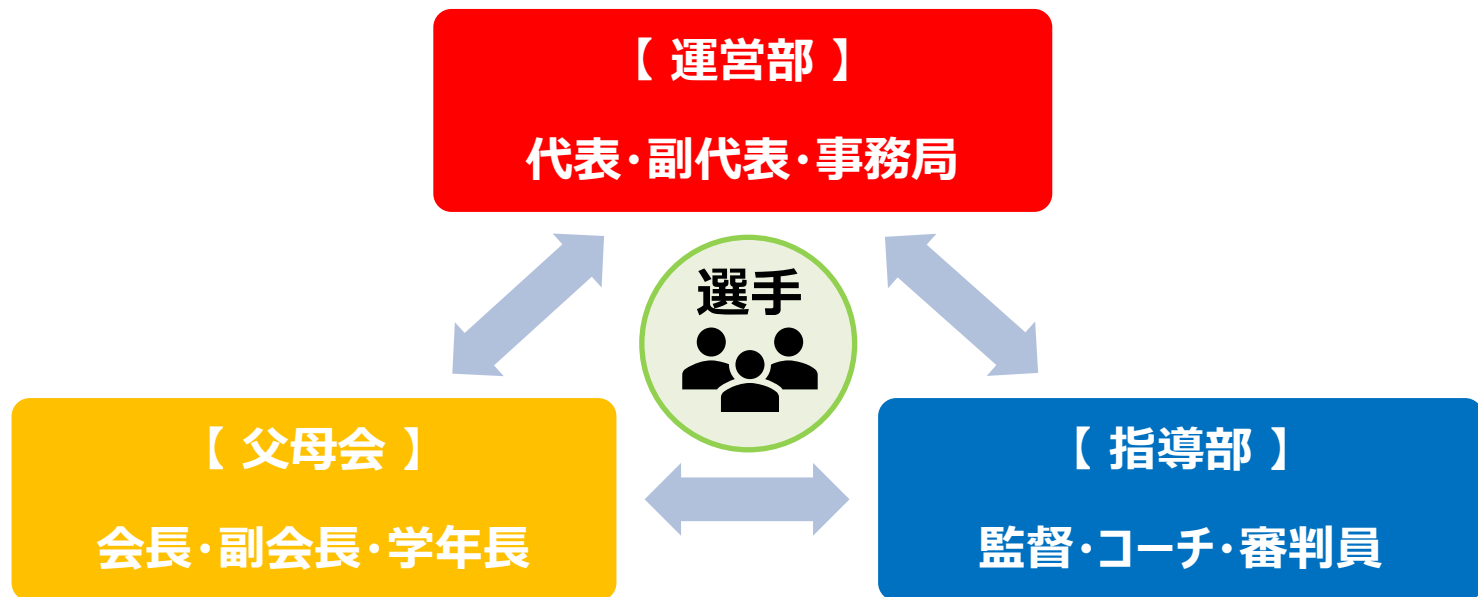 【 運営部 】
代表・副代表・事務局
選手
【 父母会 】
会長・副会長・学年長
【 指導部 】
監督・コーチ・審判員